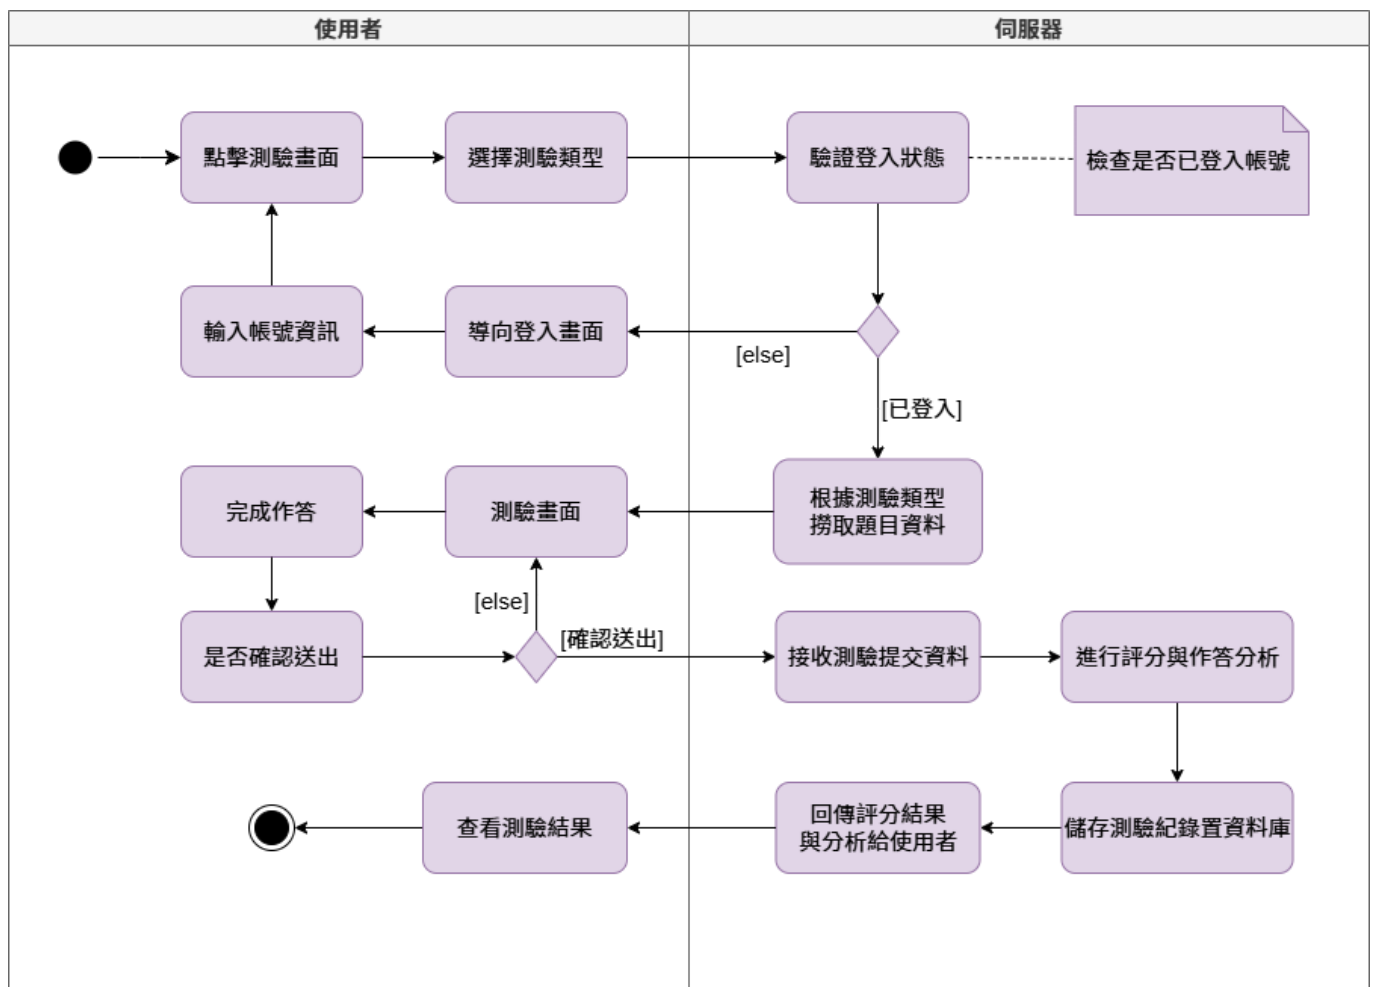 使用者
伺服器
點擊測驗畫面
選擇測驗類型
驗證登入狀態
檢查是否已登入帳號
輸入帳號資訊
導向登入畫面
[else]
[已登入]
完成作答
測驗畫面
根據測驗類型
撈取題目資料
[else]
[確認送出]
是否確認送出
接收測驗提交資料
進行評分與作答分析
查看測驗結果
回傳評分結果
與分析給使用者
儲存測驗紀錄置資料庫